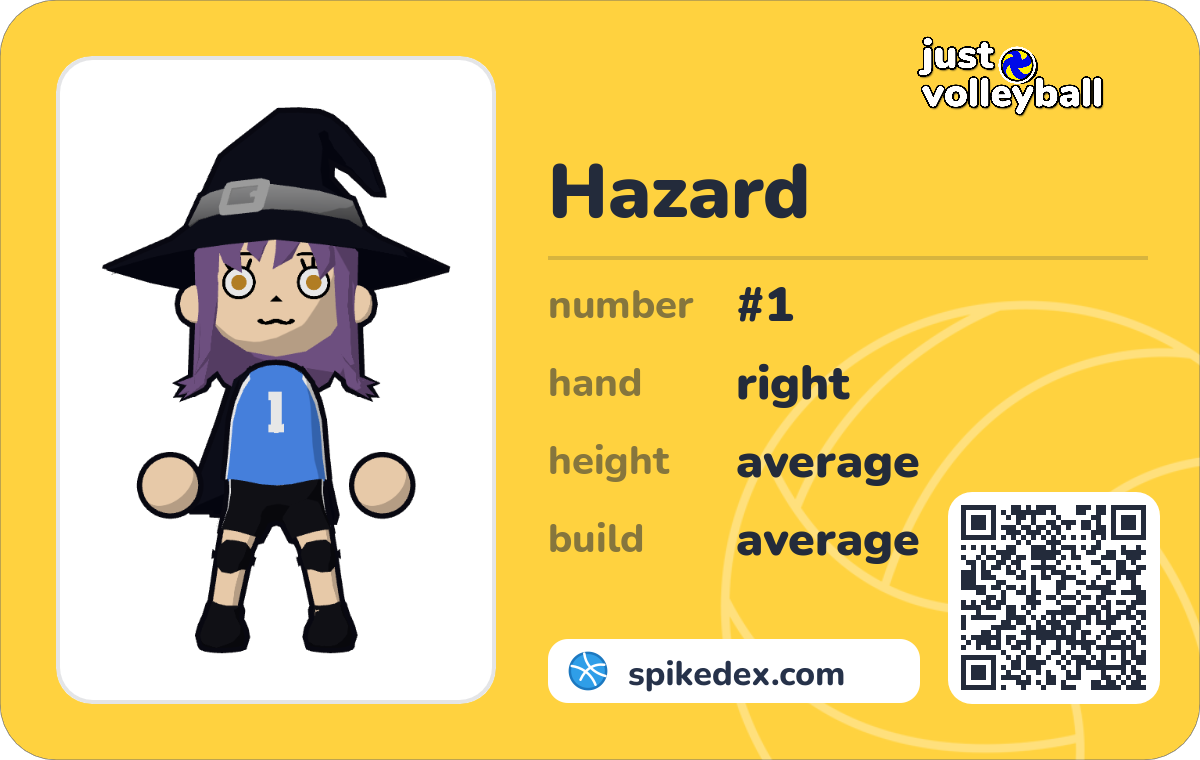 just
volleyball
Hazard
number #1
hand right
height average
build average
1
spikedex.com